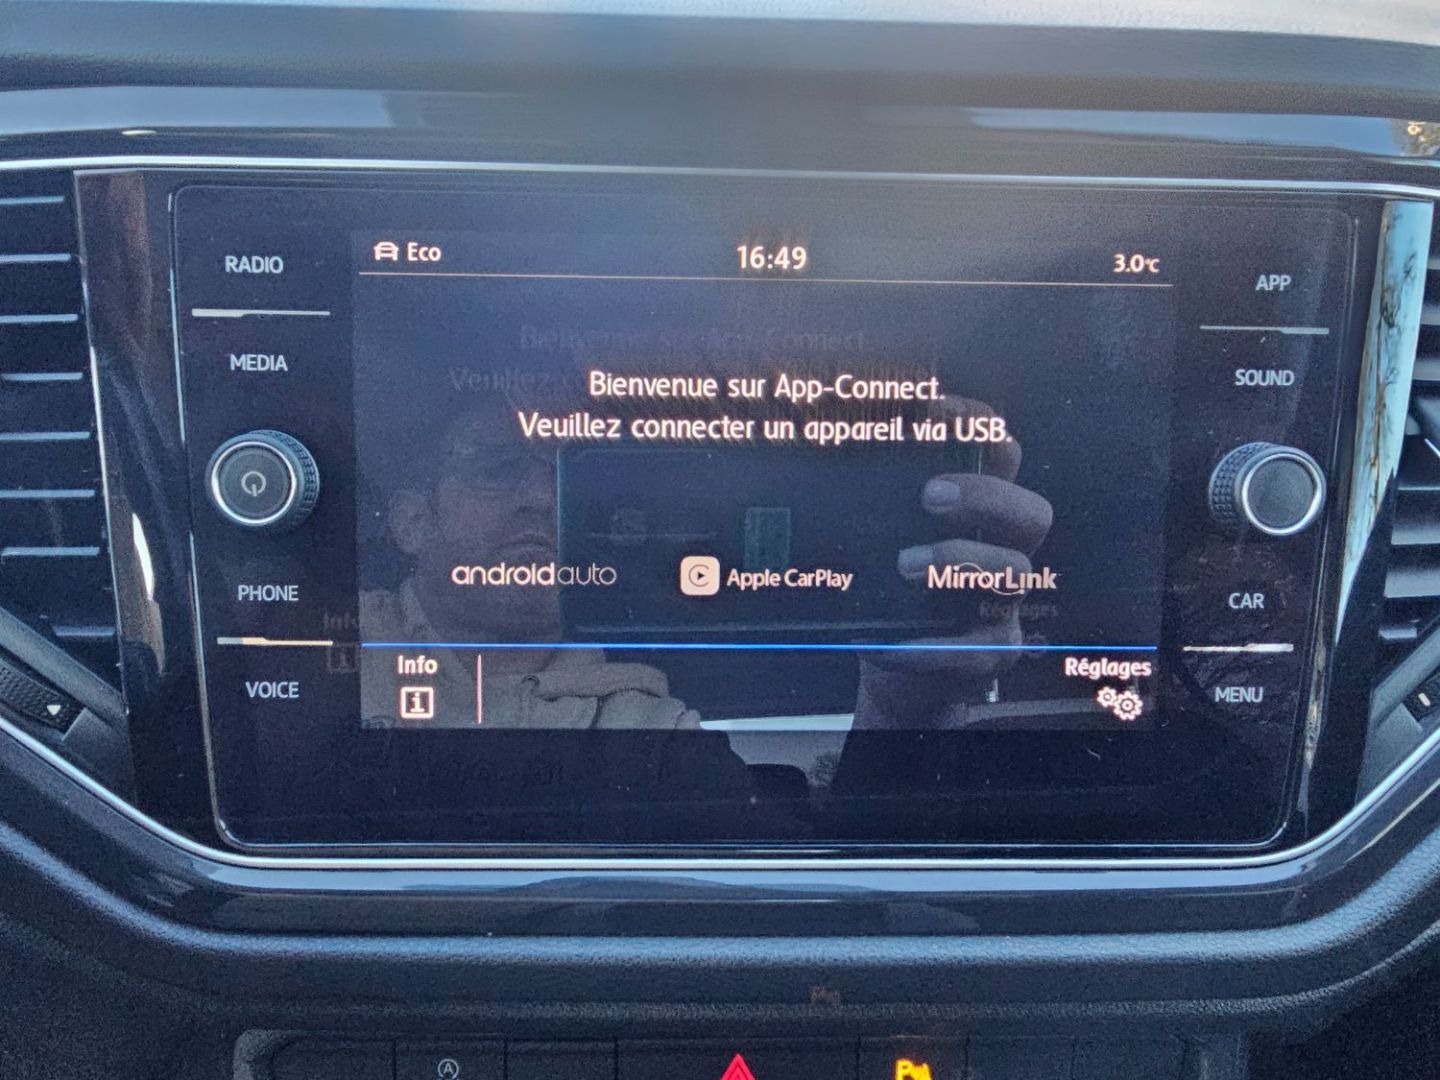 RADIO
MEDIA
PHONE
VOICE
Eco
16:49
3.0°C
Bienvenue sur App-Connect.
Veuillez connecter un appareil via USB.
androidauto
Apple CarPlay
MirrorLink
Info
Réglages
APP
SOUND
CAR
MENU
A